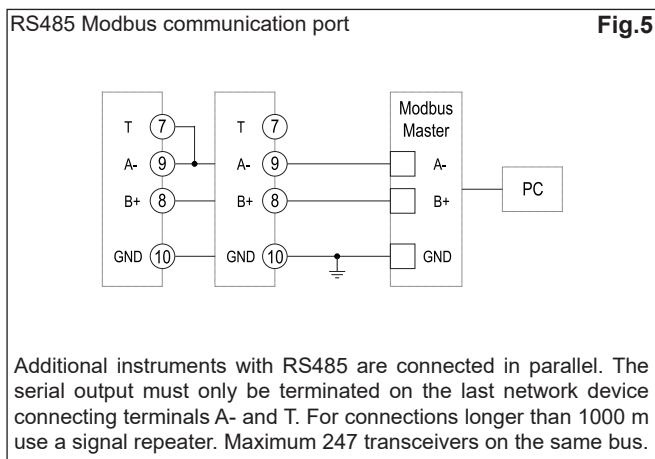 RS485 Modbus communication port Fig.5
T 7 T 7 Modbus
Master
A- 9 A- 9 A-
B+ 8 B+ 8 B+ PC
GND 10 GND 10 GND
Additional instruments with RS485 are connected in parallel. The
serial output must only be terminated on the last network device
connecting terminals A- and T. For connections longer than 1000 m
use a signal repeater. Maximum 247 transceivers on the same bus.